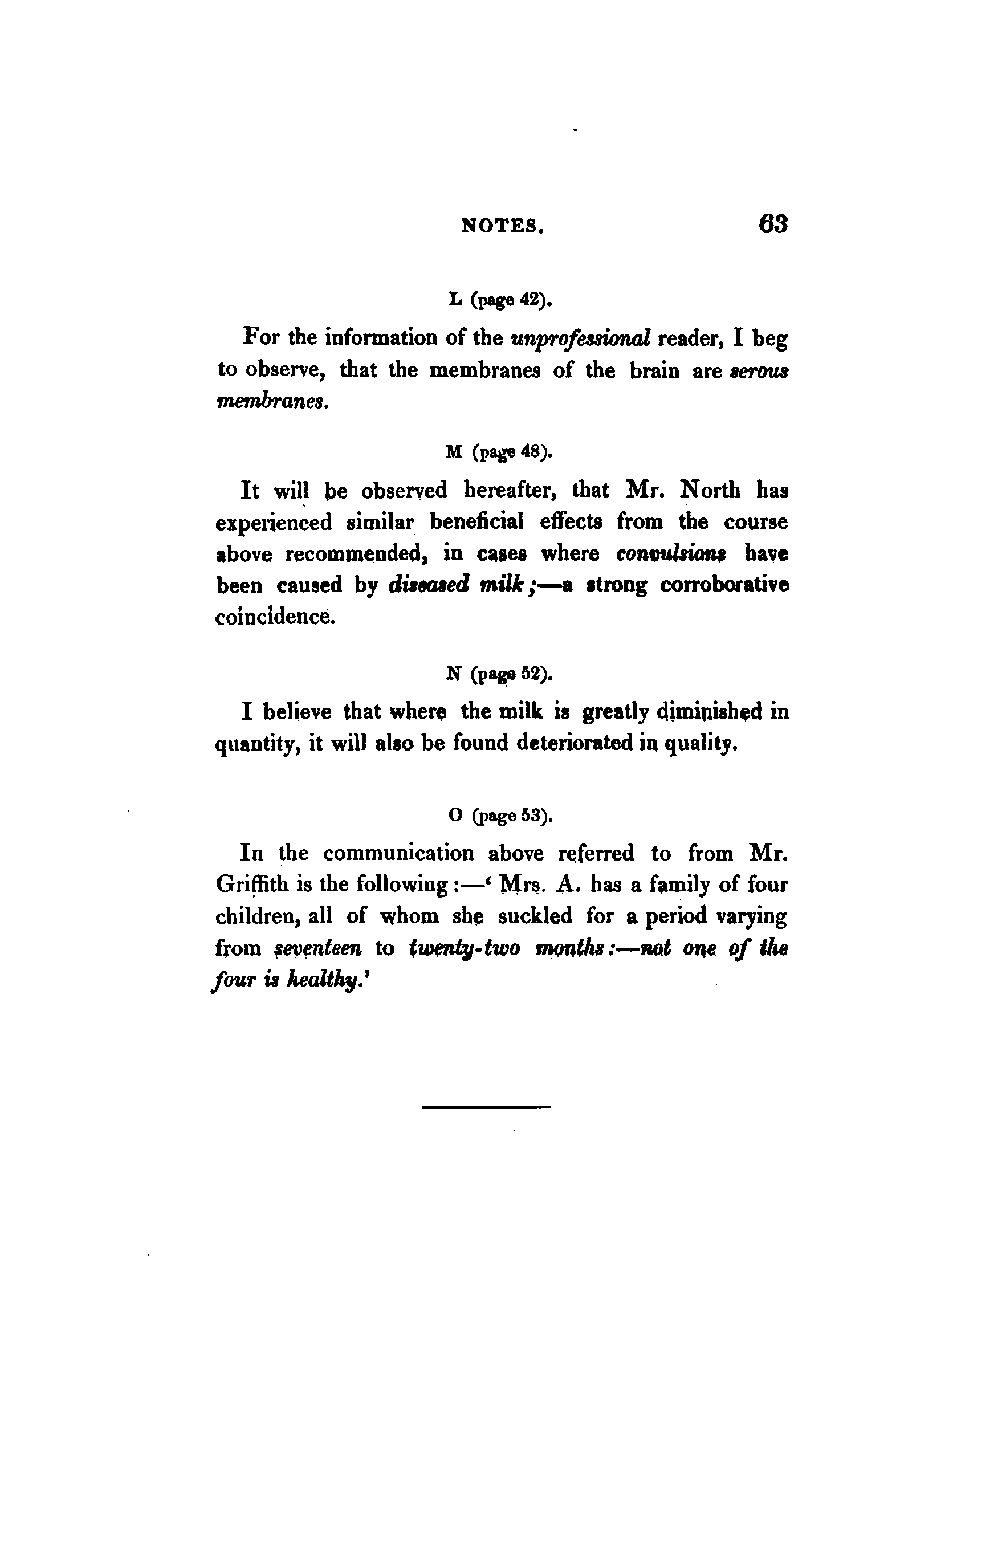 NOTES. 63
L (page 42).
For the information of the unprofessional reader, I beg
to observe, that the membranes of the brain are serous
membranes.
M (page 48).
It will be observed hereafter, that Mr. North has
experienced similar beneficial effects from the course
above recommended, in cases where convulsions have
been caused by diseased milk;—a strong corroborative
coincidence.
N (page 52).
I believe that where the milk is greatly diminished in
quantity, it will also be found deteriorated in quality.
O (page 53).
In the communication above referred to from Mr.
Griffith is the following:—‘Mrs. A. has a family of four
children, all of whom she suckled for a period varying
from seventeen to twenty-two months:—not one of the
four is healthy.’